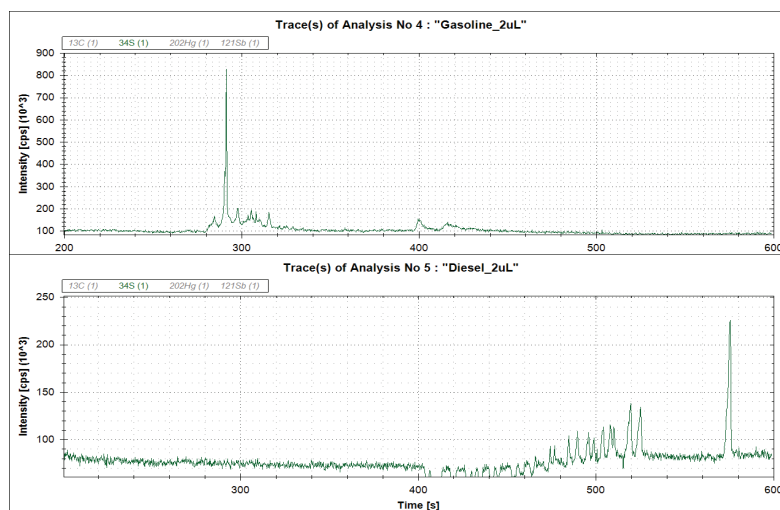 Trace(s) of Analysis No 4 : "Gasoline_2uL"
13C (1) 34S (1) 202Hg (1) 121Sb (1)
Intensity [cps] (10^3)
900
800
700
600
500
400
300
200
100
200 300 400 500 600
Trace(s) of Analysis No 5 : "Diesel_2uL"
13C (1) 34S (1) 202Hg (1) 121Sb (1)
Intensity [cps] (10^3)
250
200
150
100
300 400 500 600
Time [s]